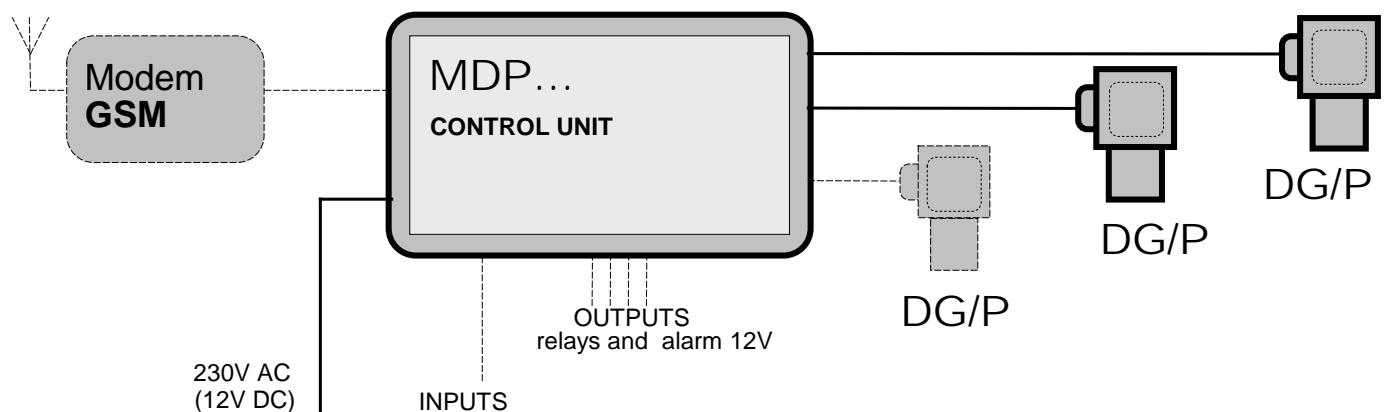 Modem
GSM
MDP...
CONTROL UNIT
DG/P
DG/P
DG/P
OUTPUTS
relays and alarm 12V
230V AC
(12V DC)
INPUTS